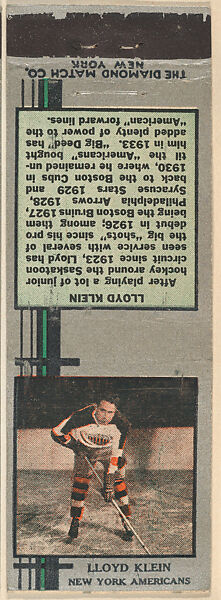 THE DIAMOND MATCH CO.
NEW YORK
LLOYD KLEIN
After playing a lot of junior
hockey around the Saskatoon
circuit since 1923, Lloyd has
seen service with several of
the big "shots" since his pro
debut in 1926; among them
being the Boston Bruins 1927,
Philadelphia Arrows 1928,
Syracuse Stars 1929 and
back to the Boston Cubs in
1930, where he remained un-
til the "Americans" bought
him in 1933. "Big" Deed" has
added plenty of power to the
"American" forward lines.
LLOYD KLEIN
NEW YORK AMERICANS